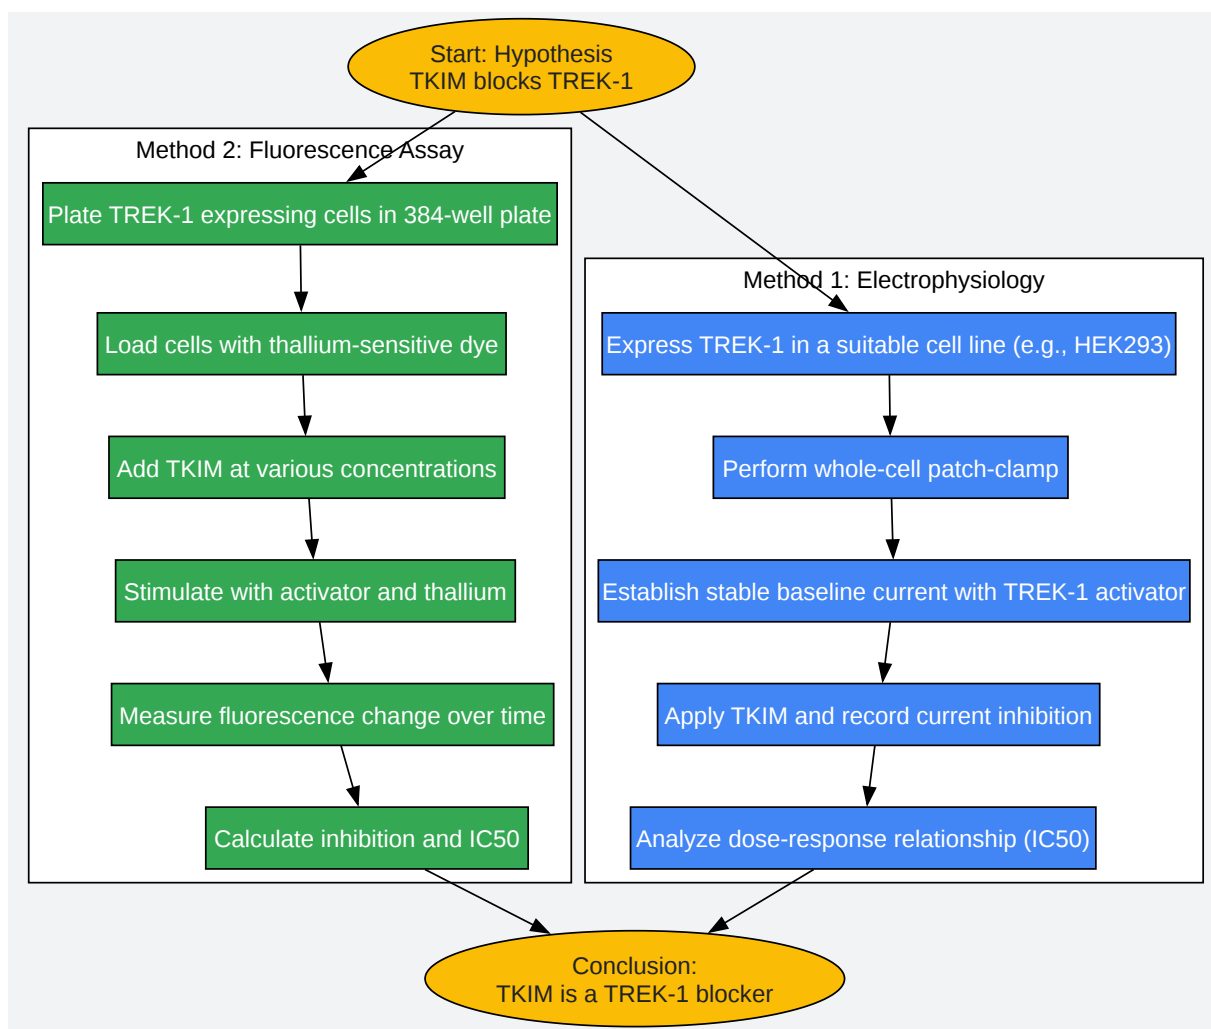 Start: Hypothesis
TKIM blocks TREK-1
Method 2: Fluorescence Assay
Plate TREK-1 expressing cells in 384-well plate
Load cells with thallium-sensitive dye
Add TKIM at various concentrations
Stimulate with activator and thallium
Measure fluorescence change over time
Calculate inhibition and IC50
Method 1: Electrophysiology
Express TREK-1 in a suitable cell line (e.g., HEK293)
Perform whole-cell patch-clamp
Establish stable baseline current with TREK-1 activator
Apply TKIM and record current inhibition
Analyze dose-response relationship (IC50)
Conclusion:
TKIM is a TREK-1 blocker